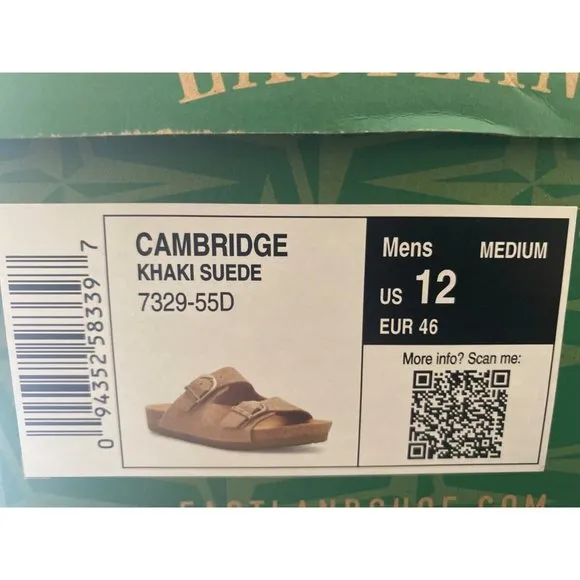 CAMBRIDGE
KHAKI SUEDE
7329-55D
Mens MEDIUM
US 12
EUR 46
More info? Scan me:
0 94352 58339 7